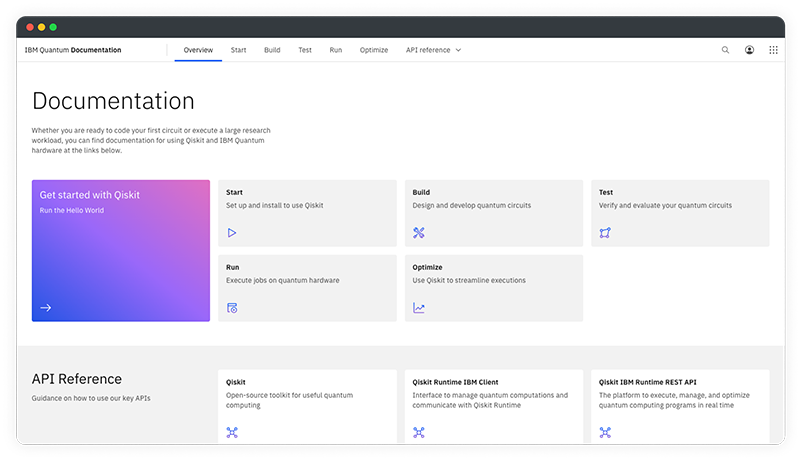 IBM Quantum Documentation
Overview
Start
Build
Test
Run
Optimize
API reference
Documentation
Whether you are ready to code your first circuit or execute a large research
workload, you can find documentation for using Qiskit and IBM Quantum
hardware at the links below.
Get started with Qiskit
Run the Hello World
Start
Set up and install to use Qiskit
Build
Design and develop quantum circuits
Test
Verify and evaluate your quantum circuits
Run
Execute jobs on quantum hardware
Optimize
Use Qiskit to streamline executions
API Reference
Guidance on how to use our key APIs
Qiskit
Open-source toolkit for useful quantum
computing
Qiskit Runtime IBM Client
Interface to manage quantum computations and
communicate with Qiskit Runtime
Qiskit IBM Runtime REST API
The platform to execute, manage, and optimize
quantum computing programs in real time